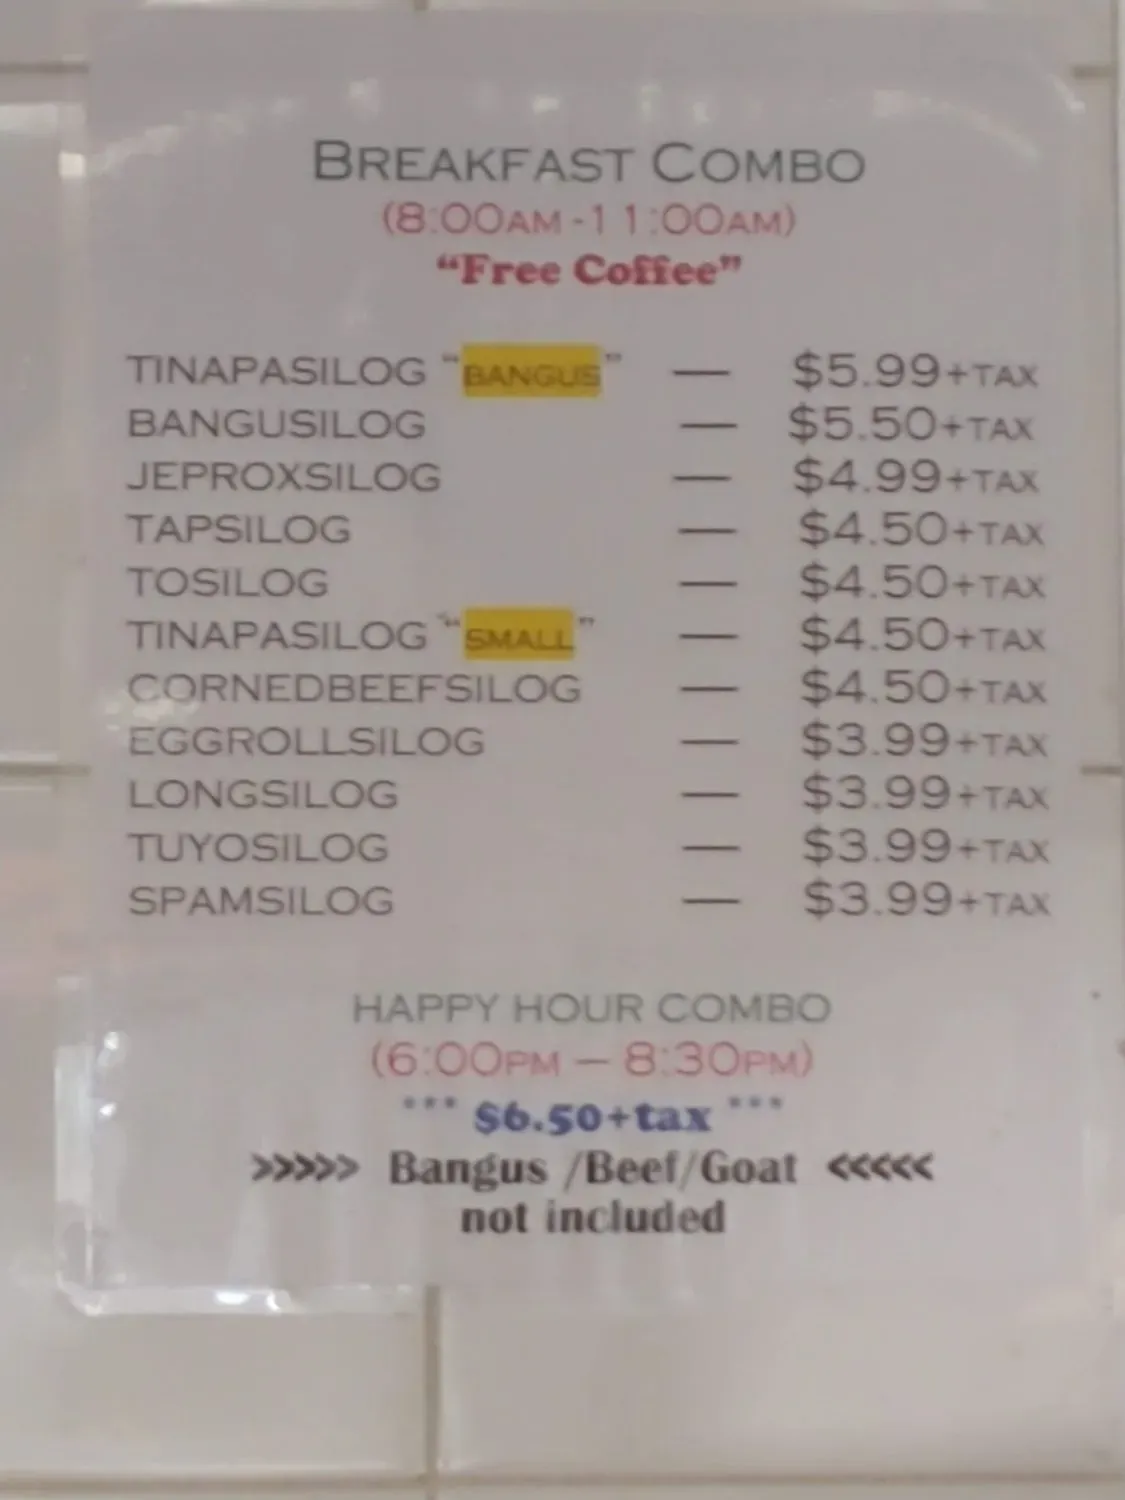 BREAKFAST COMBO
(8:00AM-11:00AM)
“Free Coffee”
TINAPASILOG “BANGUS” — $5.99+TAX
BANGUSILOG — $5.50+TAX
JEPROXSILOG — $4.99+TAX
TAPSILOG — $4.50+TAX
TOSILOG — $4.50+TAX
TINAPASILOG “SMALL” — $4.50+TAX
CORNEDBEEFSILOG — $4.50+TAX
EGGROLLSILOG — $3.99+TAX
LONGSILOG — $3.99+TAX
TUYOSILOG — $3.99+TAX
SPAMSILOG — $3.99+TAX
HAPPY HOUR COMBO
(6:00PM — 8:30PM)
*** $6.50+tax ***
>>>>> Bangus /Beef/Goat <<<<<
not included